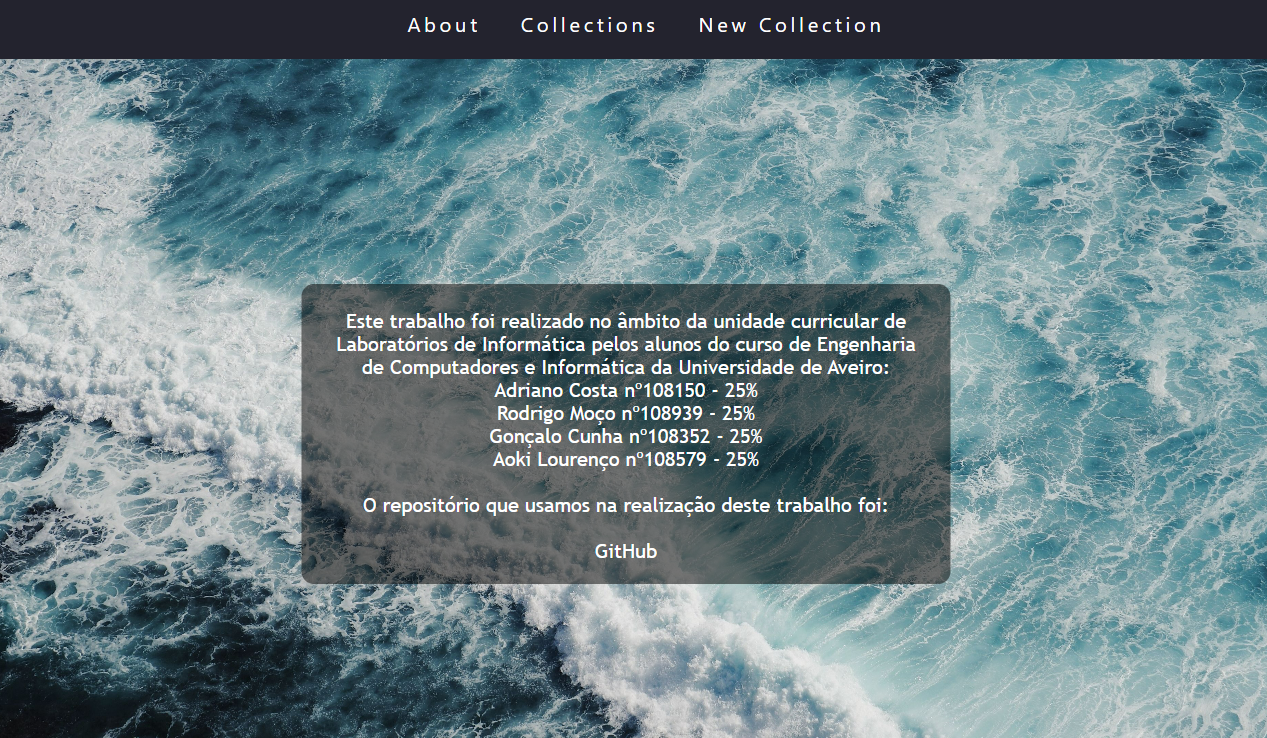 About Collections New Collection
Este trabalho foi realizado no âmbito da unidade curricular de
Laboratórios de Informática pelos alunos do curso de Engenharia
de Computadores e Informática da Universidade de Aveiro:
Adriano Costa nº108150 - 25%
Rodrigo Moço nº108939 - 25%
Gonçalo Cunha nº108352 - 25%
Aoki Lourenço nº108579 - 25%
O repositório que usamos na realização deste trabalho foi:
GitHub